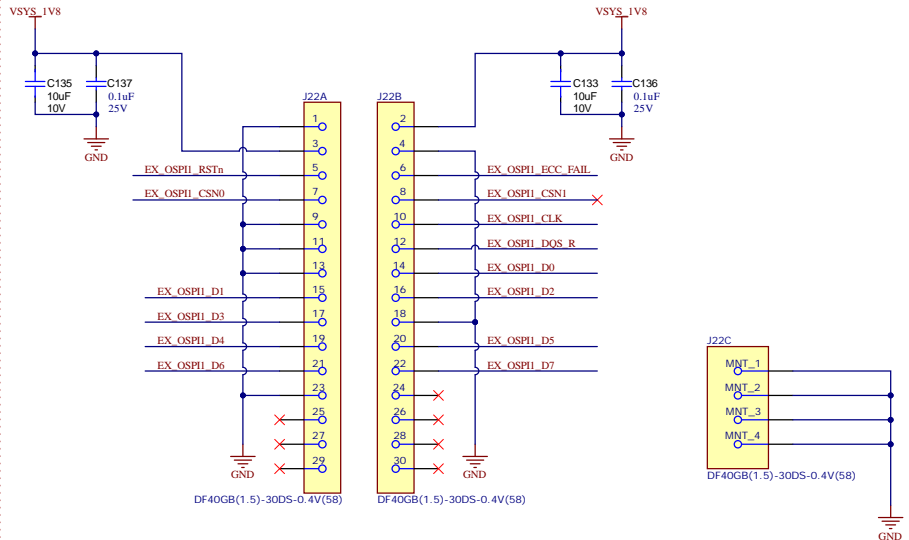 VSYS_1V8
C135
10uF
10V
C137
0.1uF
25V
GND
VSYS_1V8
C133
10uF
10V
C136
0.1uF
25V
GND
J22A
1
3
EX_OSPI1_RSTn 5
EX_OSPI1_CSN0 7
9
11
13
EX_OSPI1_D1 15
EX_OSPI1_D3 17
EX_OSPI1_D4 19
EX_OSPI1_D6 21
23
25
27
29
GND
DF40GB(1.5)-30DS-0.4V(58)
J22B
2
4
6 EX_OSPI1_ECC_FAIL
8 EX_OSPI1_CSN1
10 EX_OSPI1_CLK
12 EX_OSPI1_DQS_R
14 EX_OSPI1_D0
16 EX_OSPI1_D2
18
20 EX_OSPI1_D5
22 EX_OSPI1_D7
24
26
28
30
GND
DF40GB(1.5)-30DS-0.4V(58)
J22C
MNT_1
MNT_2
MNT_3
MNT_4
DF40GB(1.5)-30DS-0.4V(58)
GND